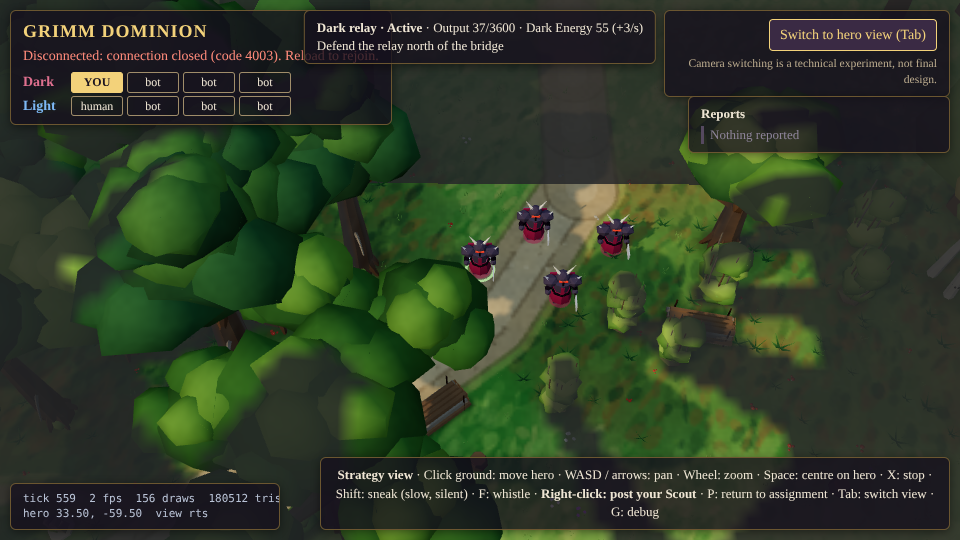 GRIMM DOMINION
Disconnected: connection closed (code 4003). Reload to rejoin.
Dark YOU bot bot bot
Light human bot bot bot
Dark relay · Active · Output 37/3600 · Dark Energy 55 (+3/s)
Defend the relay north of the bridge
Switch to hero view (Tab)
Camera switching is a technical experiment, not final
design.
Reports
Nothing reported
tick 559 2 fps 156 draws 180512 tris
hero 33.50, -59.50 view rts
Strategy view · Click ground: move hero · WASD / arrows: pan · Wheel: zoom · Space: centre on hero · X: stop ·
Shift: sneak (slow, silent) · F: whistle · Right-click: post your Scout · P: return to assignment · Tab: switch view ·
G: debug